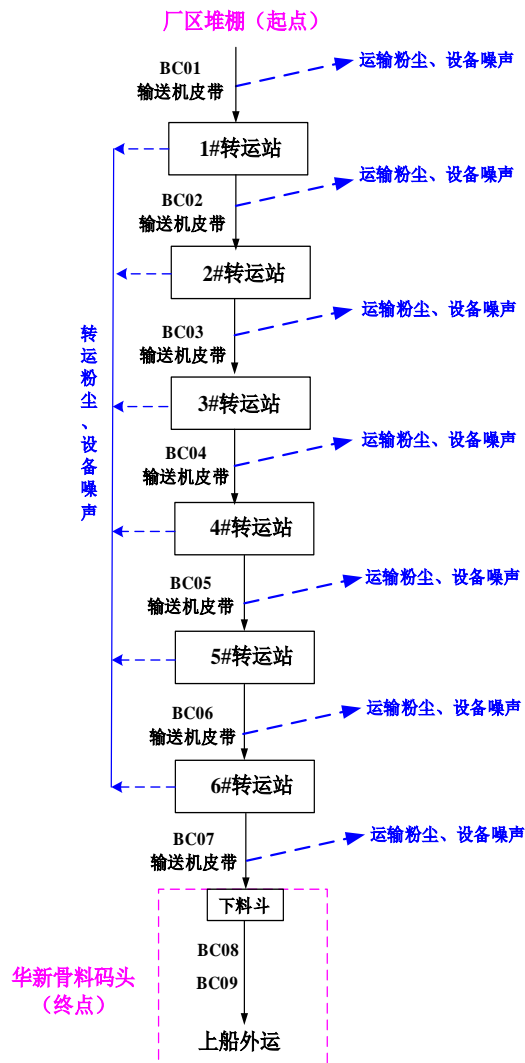 厂区堆棚（起点）
运输粉尘、设备噪声
BC01
输送机皮带
1#转运站
运输粉尘、设备噪声
BC02
输送机皮带
2#转运站
运输粉尘、设备噪声
BC03
输送机皮带
3#转运站
运输粉尘、设备噪声
BC04
输送机皮带
4#转运站
运输粉尘、设备噪声
BC05
输送机皮带
5#转运站
运输粉尘、设备噪声
BC06
输送机皮带
6#转运站
运输粉尘、设备噪声
BC07
输送机皮带
转运粉尘、设备噪声
下料斗
BC08
BC09
华新骨料码头
（终点）
上船外运